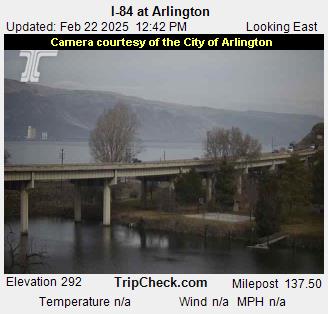 I-84 at Arlington
Updated: Feb 22 2025 12:42 PM Looking East
Camera courtesy of the City of Arlington
Elevation 292 TripCheck.com Milepost 137.50
Temperature n/a Wind n/a MPH n/a